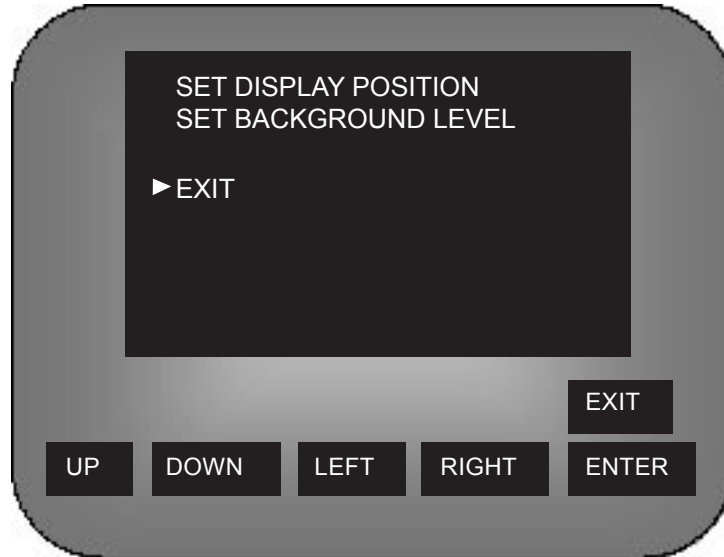 SET DISPLAY POSITION
SET BACKGROUND LEVEL
►EXIT
EXIT
UP DOWN LEFT RIGHT ENTER